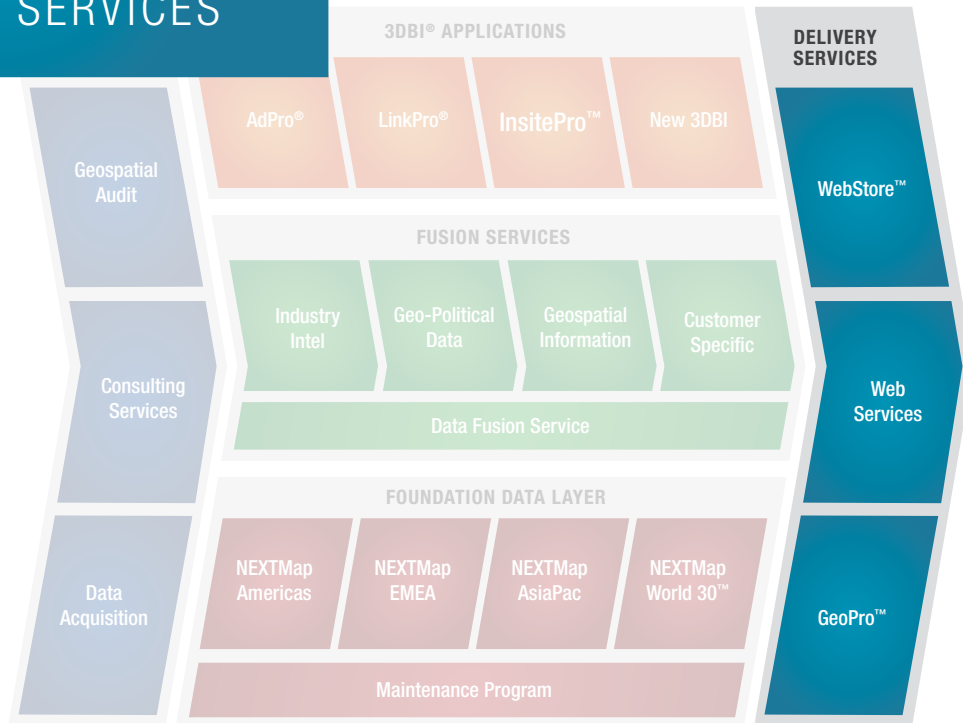 SERVICES
3DBI® APPLICATIONS
DELIVERY
SERVICES
AdPro®
LinkPro®
InsitePro™
New 3DBI
Geospatial
Audit
WebStore™
FUSION SERVICES
Industry
Intel
Geo-Political
Data
Geospatial
Information
Customer
Specific
Consulting
Services
Web
Services
Data Fusion Service
FOUNDATION DATA LAYER
NEXTMap
Americas
NEXTMap
EMEA
NEXTMap
AsiaPac
NEXTMap
World 30™
Data
Acquisition
GeoPro™
Maintenance Program